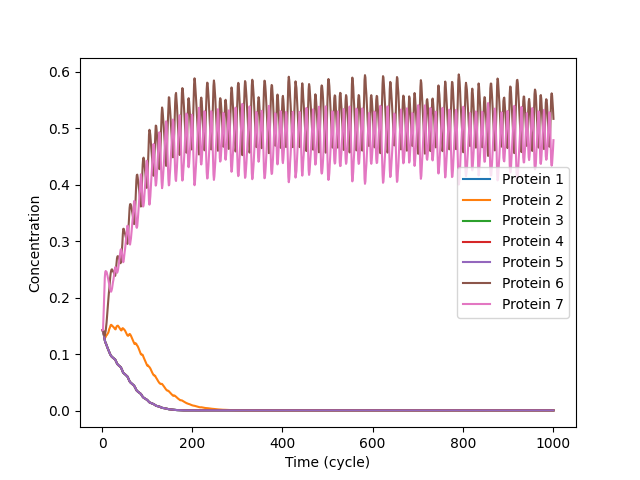 0.6
0.5
0.4
0.3
0.2
0.1
0.0
Concentration
0
200
400
600
800
1000
Time (cycle)
Protein 1
Protein 2
Protein 3
Protein 4
Protein 5
Protein 6
Protein 7